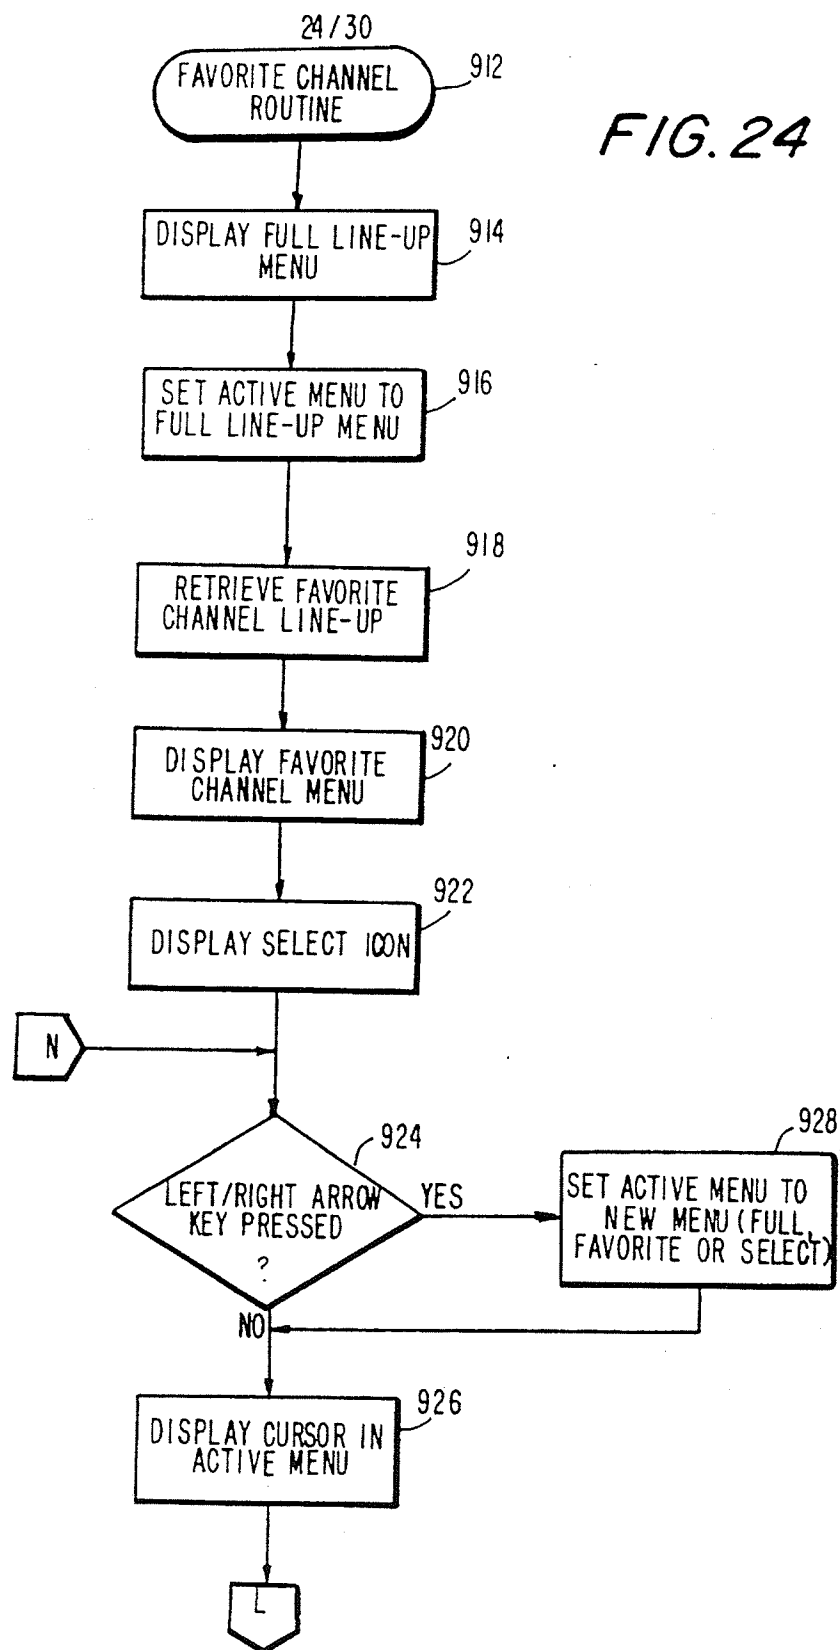 24/30
FAVORITE CHANNEL
ROUTINE
912
FIG. 24
DISPLAY FULL LINE-UP
MENU
914
SET ACTIVE MENU TO
FULL LINE-UP MENU
916
RETRIEVE FAVORITE
CHANNEL LINE-UP
918
DISPLAY FAVORITE
CHANNEL MENU
920
DISPLAY SELECT ICON
922
N
LEFT/RIGHT ARROW
KEY PRESSED
?
924
YES
SET ACTIVE MENU TO
NEW MENU (FULL,
FAVORITE OR SELECT)
928
NO
DISPLAY CURSOR IN
ACTIVE MENU
926
L